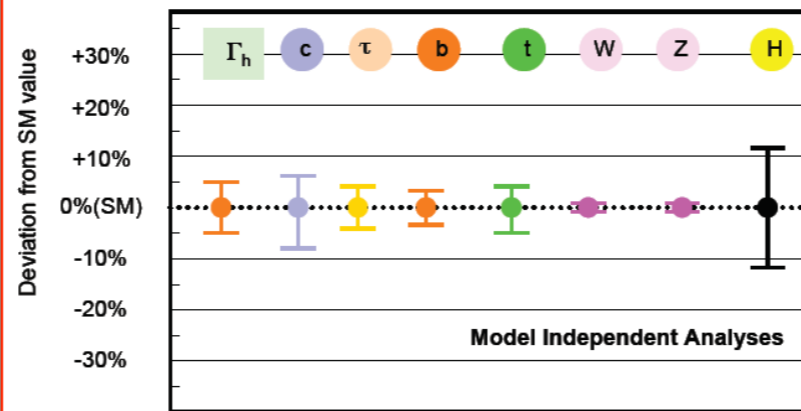 Deviation from SM value
+30%
+20%
+10%
0%(SM)
-10%
-20%
-30%
Γh c τ b t W Z H
Model Independent Analyses